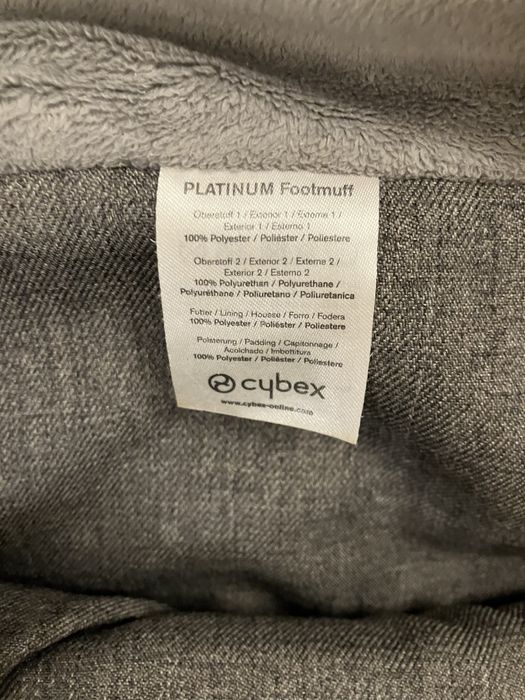 PLATINUM Footmuff
Oberstoff 1 / Exterior 1 / Externe 1 /
Exterior 1 / Esterno 1
100% Polyester / Poliéster / Poliestere
Oberstoff 2 / Exterior 2 / Externe 2 /
Exterior 2 / Esterno 2
100% Polyurethan / Polyurethane /
Polyuréthane / Poliuretano / Poliuretanica
Futter / Lining / Housse / Forro / Fodera
100% Polyester / Poliéster / Poliestere
Polsterung / Padding / Capitonnage /
Acolchado / Imbottitura
100% Polyester / Poliéster / Poliestere
cybex
www.cybex-online.com